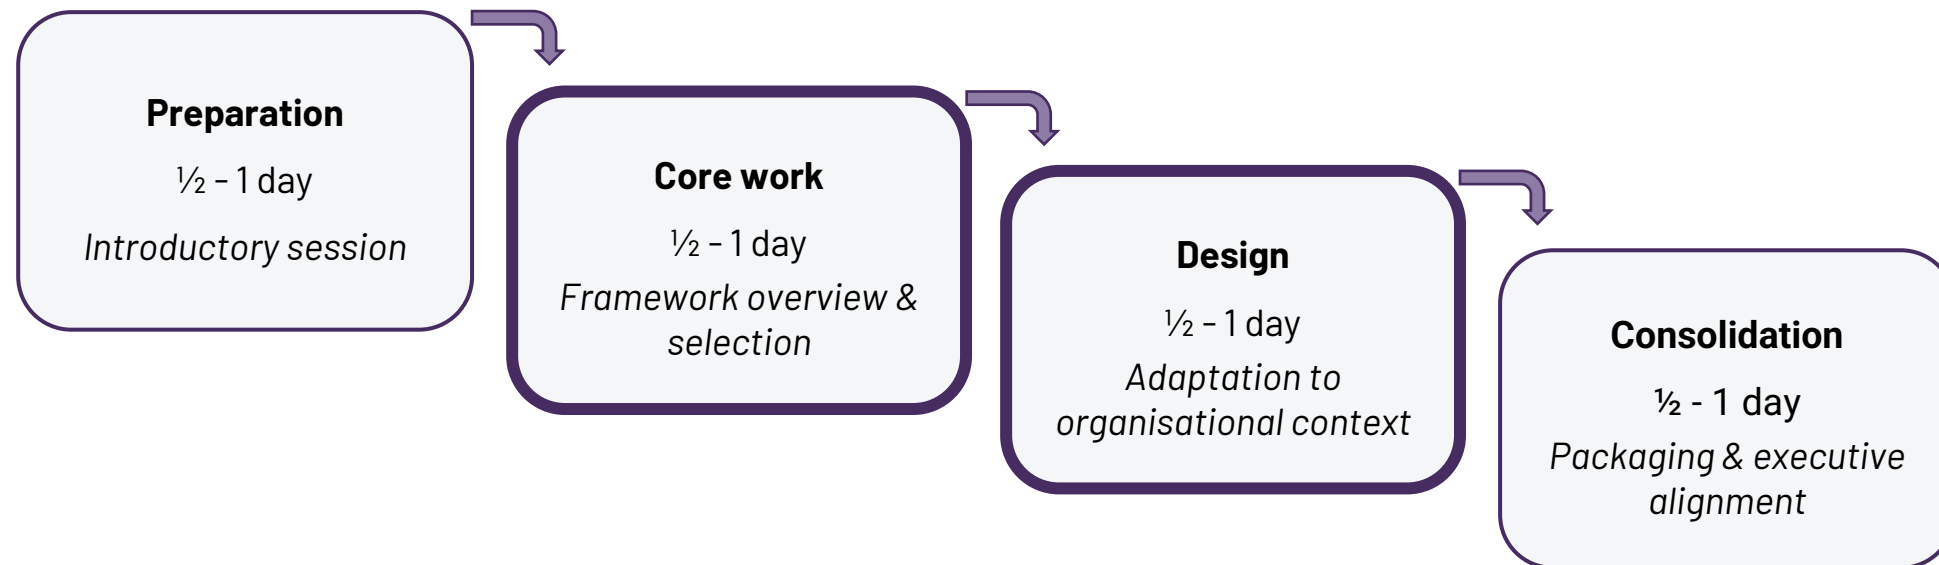 Preparation
½ - 1 day
Introductory session
Core work
½ - 1 day
Framework overview &
selection
Design
½ - 1 day
Adaptation to
organisational context
Consolidation
½ - 1 day
Packaging & executive
alignment